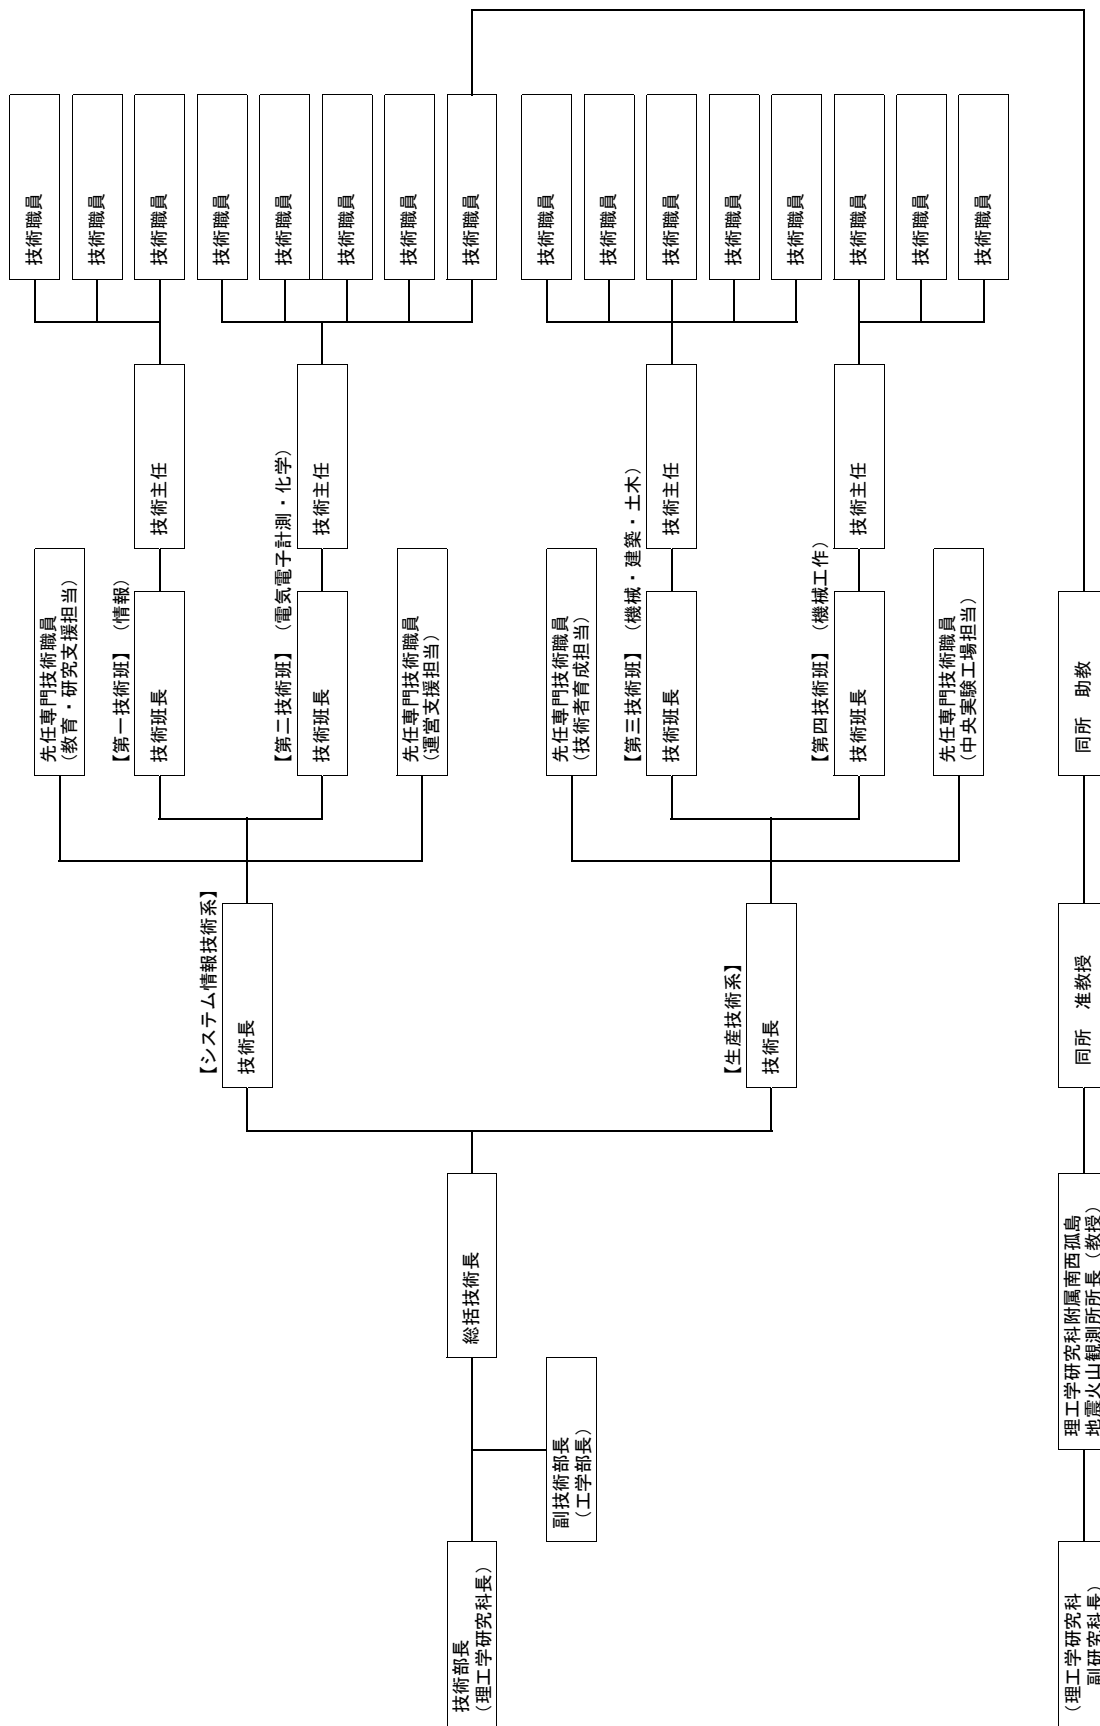 技術部長
（理工学研究科長）
副技術部長
（工学部長）
総括技術長
【システム情報技術系】
技術長
先任専門技術職員
（教育・研究支援担当）
【第一技術班】（情報）
技術班長
技術主任
技術職員
技術職員
技術職員
【第二技術班】（電気電子計測・化学）
技術班長
技術主任
技術職員
技術職員
技術職員
技術職員
技術職員
先任専門技術職員
（運営支援担当）
【生産技術系】
技術長
先任専門技術職員
（技術者育成担当）
【第三技術班】（機械・建築・土木）
技術班長
技術主任
技術職員
技術職員
技術職員
技術職員
技術職員
【第四技術班】（機械工作）
技術班長
技術主任
技術職員
技術職員
技術職員
先任専門技術職員
（中央実験工場担当）
（理工学研究科
副研究科長）
理工学研究科附属南西孤島
地震火山観測所所長（教授）
同所　准教授
同所　助教